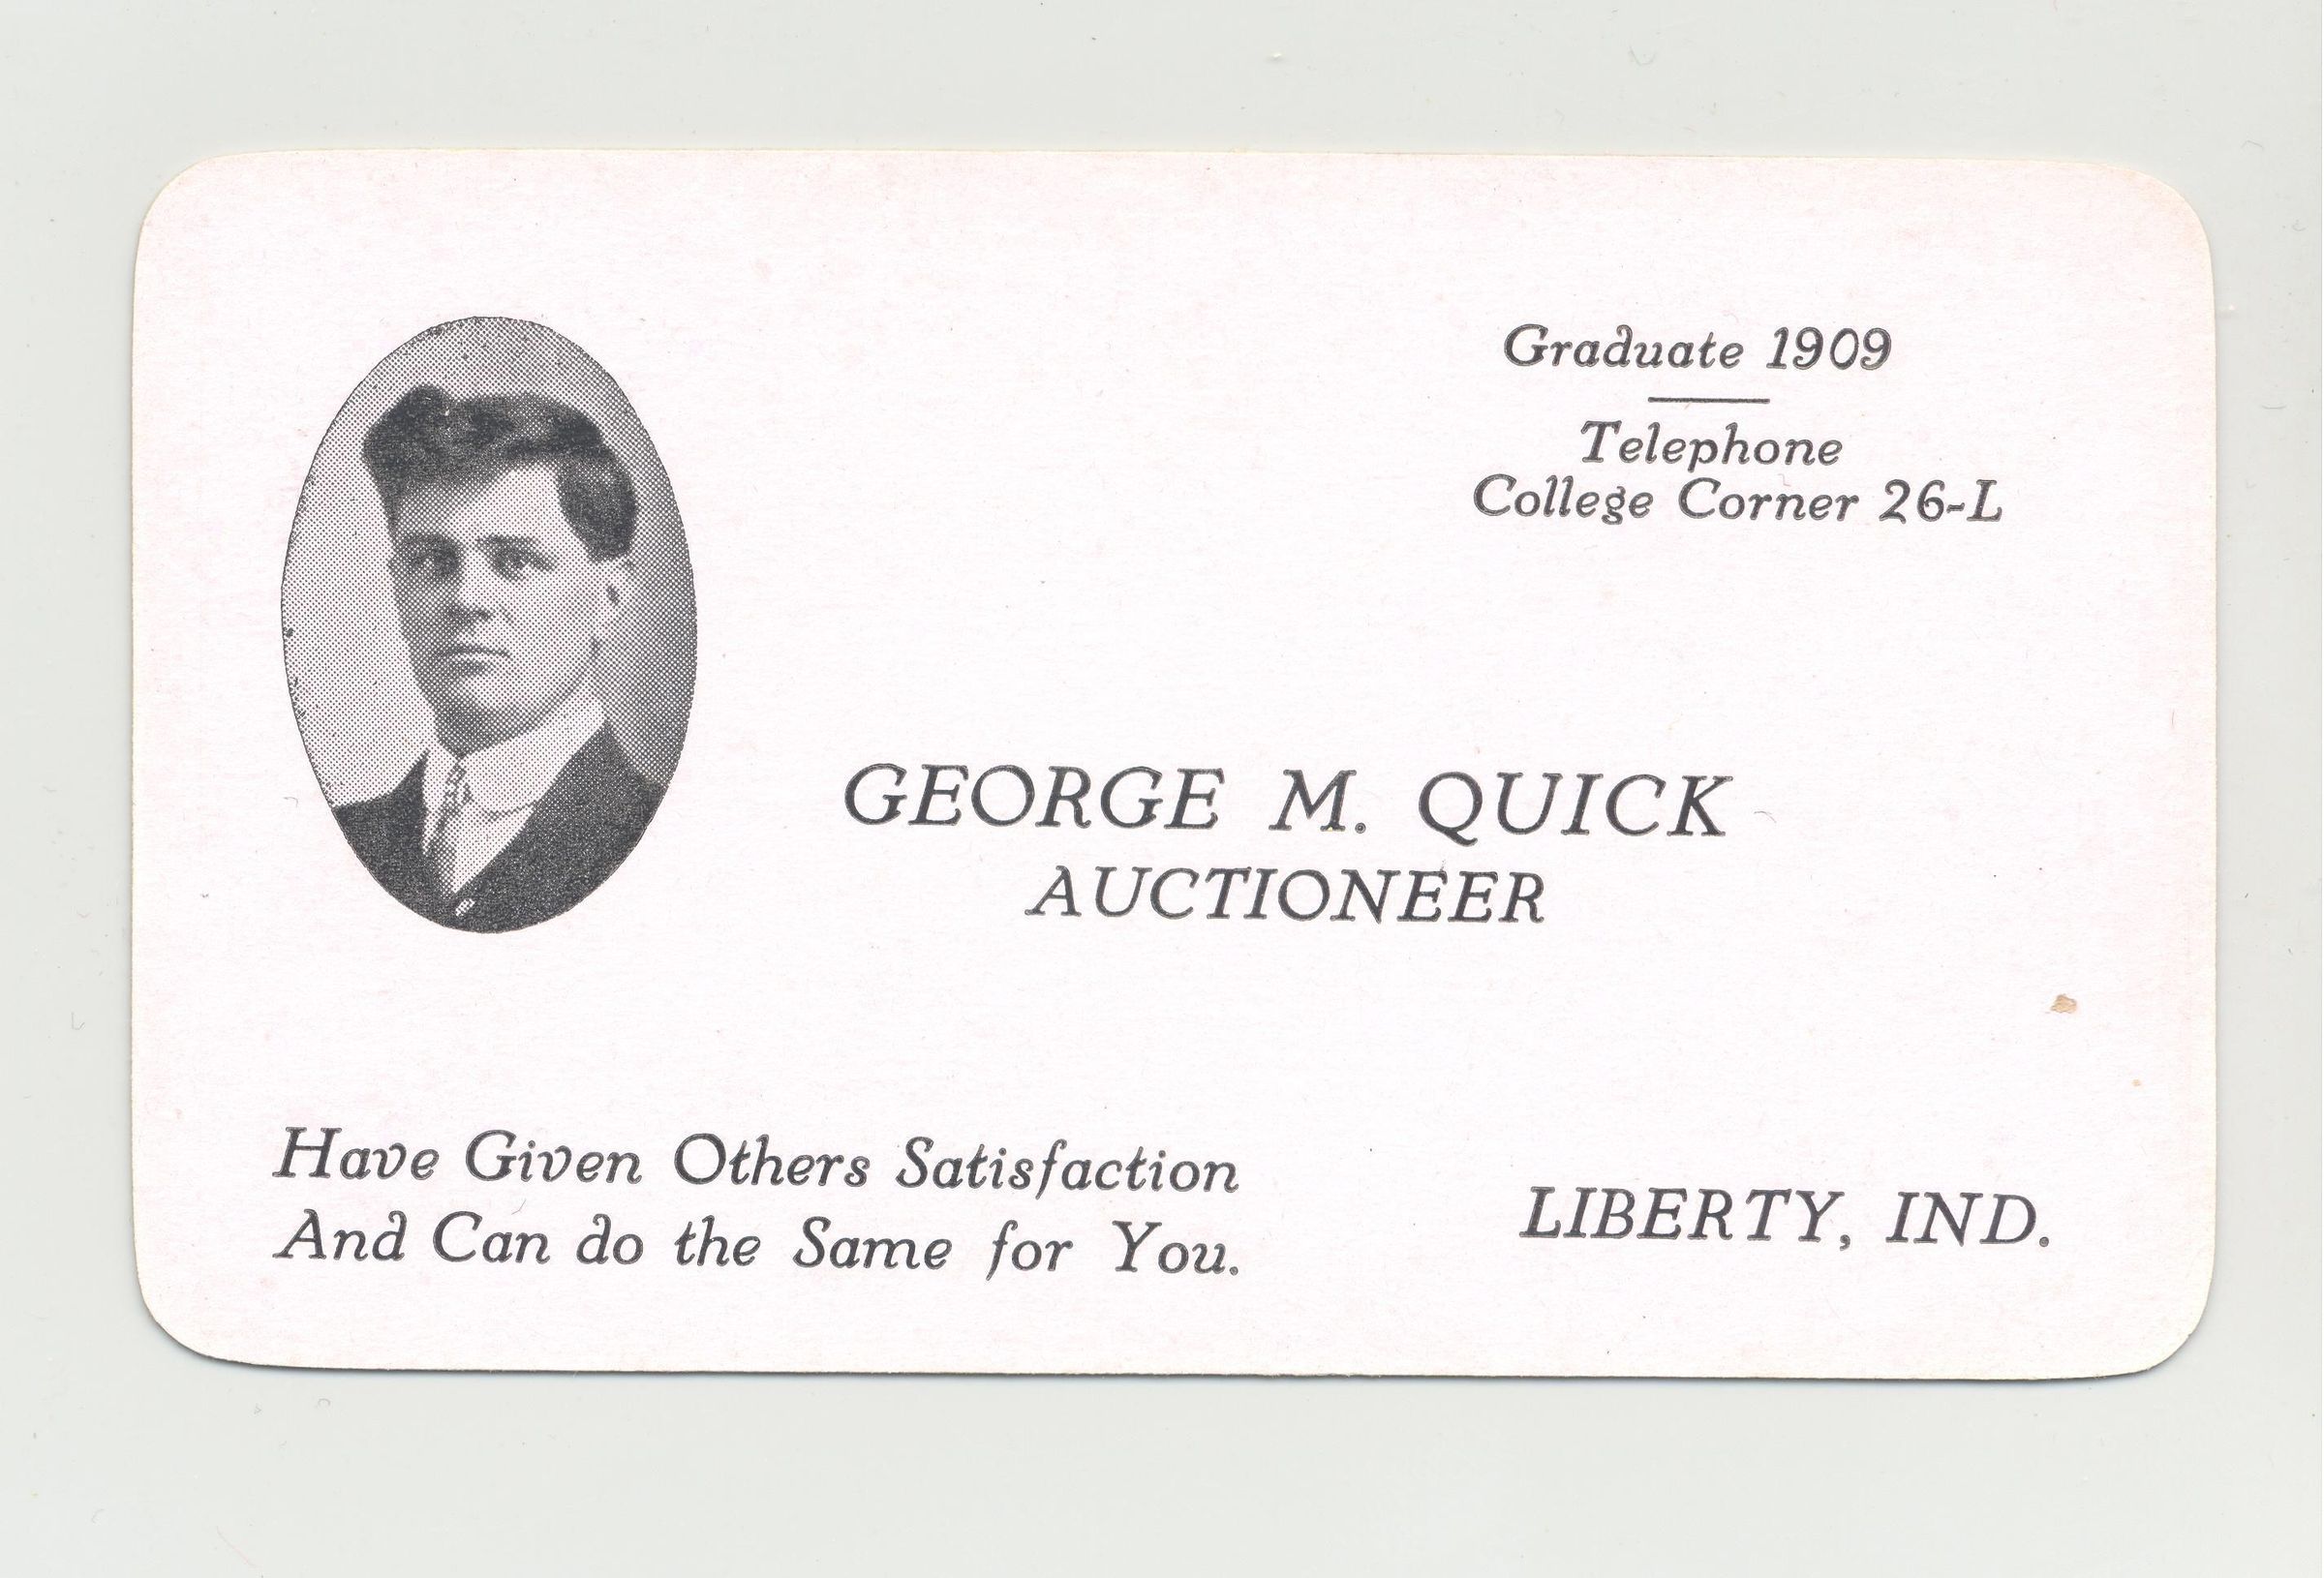 Graduate 1909
Telephone
College Corner 26-L
GEORGE M. QUICK
AUCTIONEER
Have Given Others Satisfaction
And Can do the Same for You.
LIBERTY, IND.